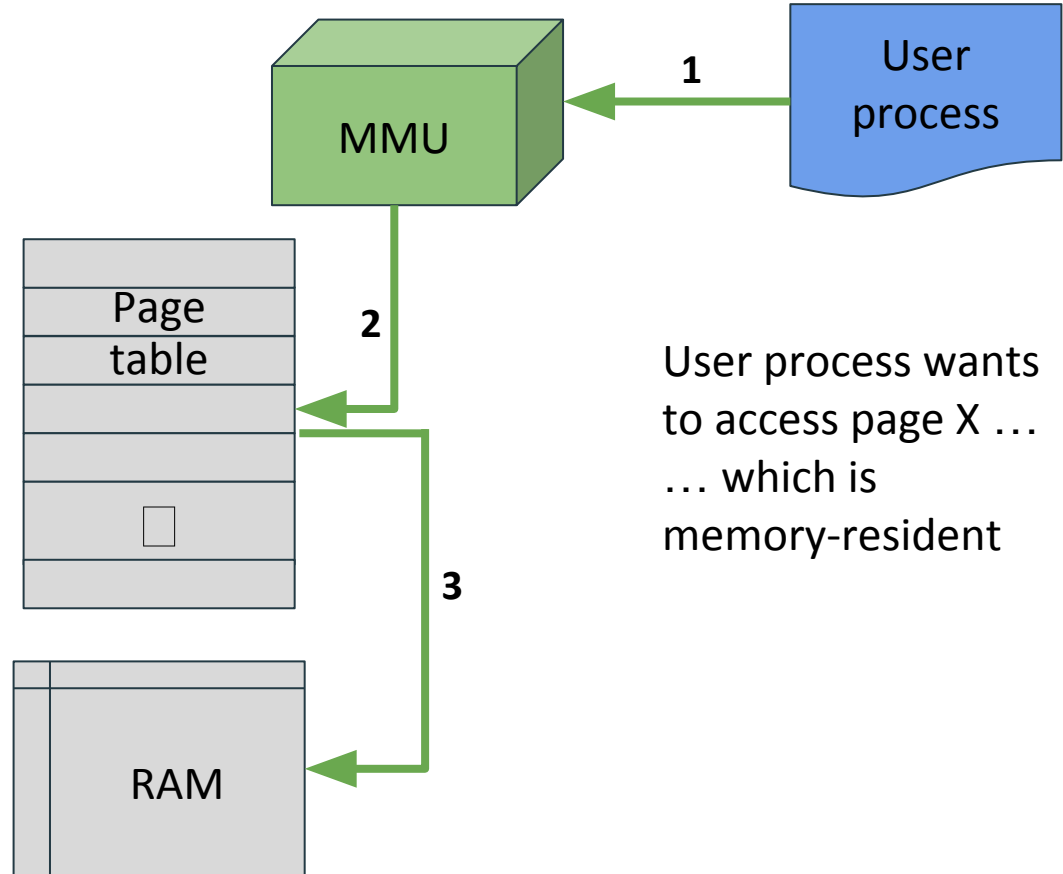 User
process
1
MMU
2
Page
table
User process wants
to access page X …
… which is
memory-resident
3
RAM